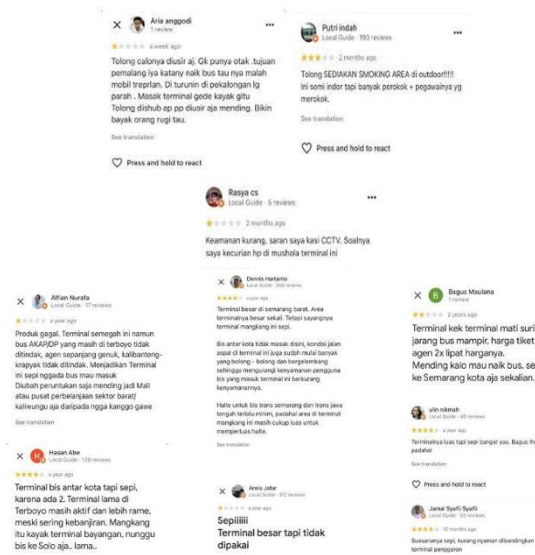 Aria anggodi
1 review
a week ago
Tolong calonya diusir aj. Gk punya otak .tujuan
pemalang iya katany naik bus tau nya malah
mobil treprlan. Di turunin di pekalongan lg
parah . Masak terminal gede kayak gitu
Tolong dishub ap pp diusir aja mending. Bikin
bayak orang rugi tau.
See translation
Press and hold to react
Putri indah
Local Guide · 193 reviews
2 months ago
Tolong SEDIAKAN SMOKING AREA di outdoor!!!!!
Ini semi indor tapi banyak perokok + pegawainya yg
merokok.
See translation
Press and hold to react
Rasya cs
Local Guide · 5 reviews
2 months ago
Keamanan kurang, saran saya kasi CCTV. Soalnya
saya kecurian hp di mushola terminal ini
Alfian Nurafa
Local Guide · 17 reviews
a year ago
Produk gagal. Terminal semegah ini namun
bus AKAP/DP yang masih di terboyo tidak
ditindak, agen sepanjang genuk, kalibanteng-
krapyak tidak ditindak. Menjadikan Terminal
ini sepi nggada bus mau masuk
Diubah peruntukan saja mending jadi Mall
atau pusat perbelanjaan sektor barat/
kaliwungu aja daripada ngga kanggo gawe
See translation
Dennis Hartanto
Local Guide · reviews
a year ago
Terminal besar di semarang barat. Area
terminalnya besar sekali. Tetapi sayangnya
terminal mangkang ini sepi.
Bis antar kota tidak masuk disini, kondisi jalan
aspal di terminal ini juga sudah mulai banyak
yang bolong - bolong dan bergelombang
sehingga mengurangi kenyamanan pengguna
bis yang masuk terminal ini berkurang
kenyamanannya.
Halte untuk bis trans semarang dan trans jawa
tengah terlalu minim, padahal area di terminal
mangkang ini masih cukup luas untuk
memperluas halte.
See translation
Bagus Maulana
1 review
2 years ago
Terminal kek terminal mati suri
jarang bus mampir, harga tiket
agen 2x lipat harganya.
Mending kalo mau naik bus, se
ke Semarang kota aja sekalian.
ulin nikmah
Local Guide · reviews
a year ago
Terminalnya luas tapi sepi banget yaa. Bagus
padahal
See translation
Press and hold to react
Hasan Abe
Local Guide · 139 reviews
a year ago
Terminal bis antar kota tapi sepi,
karena ada 2. Terminal lama di
Terboyo masih aktif dan lebih rame,
meski sering kebanjiran. Mangkang
itu kayak terminal bayangan, nunggu
bis ke Solo aja.. lama..
Jafar
Local Guide · reviews
a year ago
Sepiiiiii
Terminal besar tapi tidak
dipakai
Jamal Syafii Syafii
Local Guide · reviews
10 months ago
Suasananya sepi, kurang nyaman dibandingkan
terminal penggaron